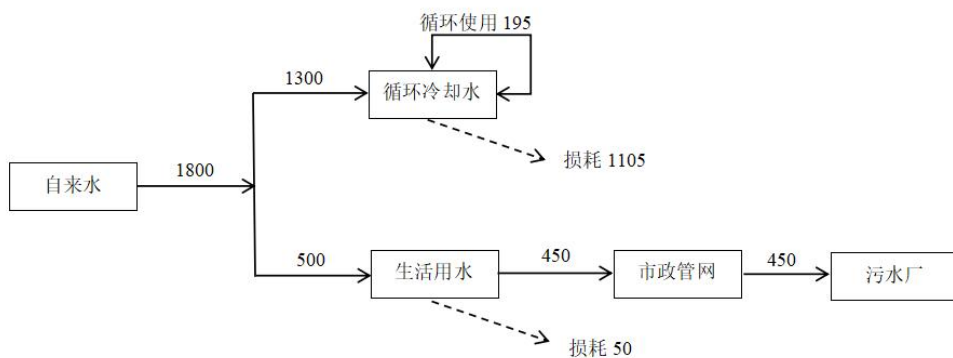 循环使用 195
1300
循环冷却水
损耗 1105
自来水
1800
500
生活用水
450
市政管网
450
污水厂
损耗 50